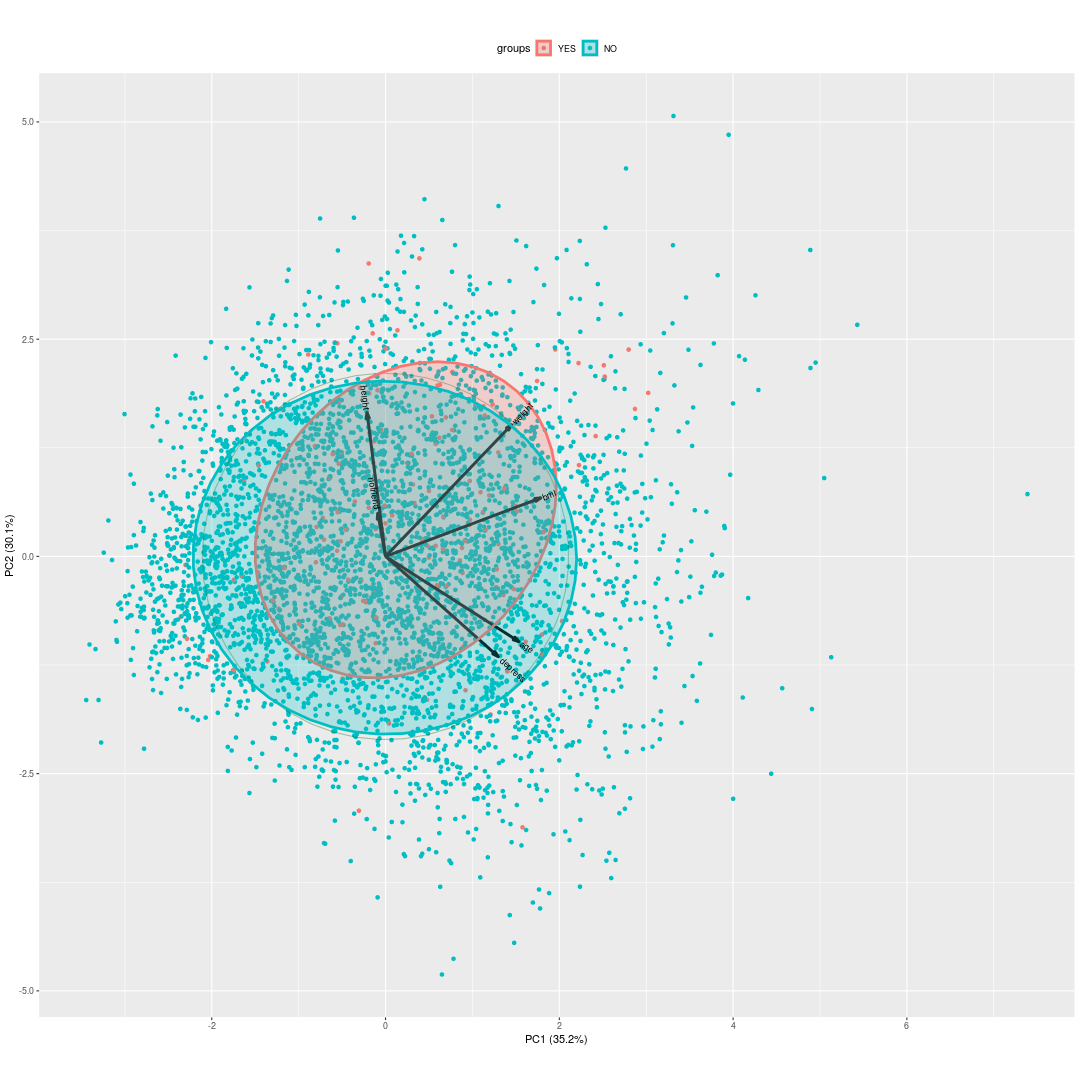 groups YES NO
5.0
2.5
0.0
-2.5
-5.0
PC2 (30.1%)
height
weight
bmi
age
depress
-2 0 2 4 6
PC1 (35.2%)